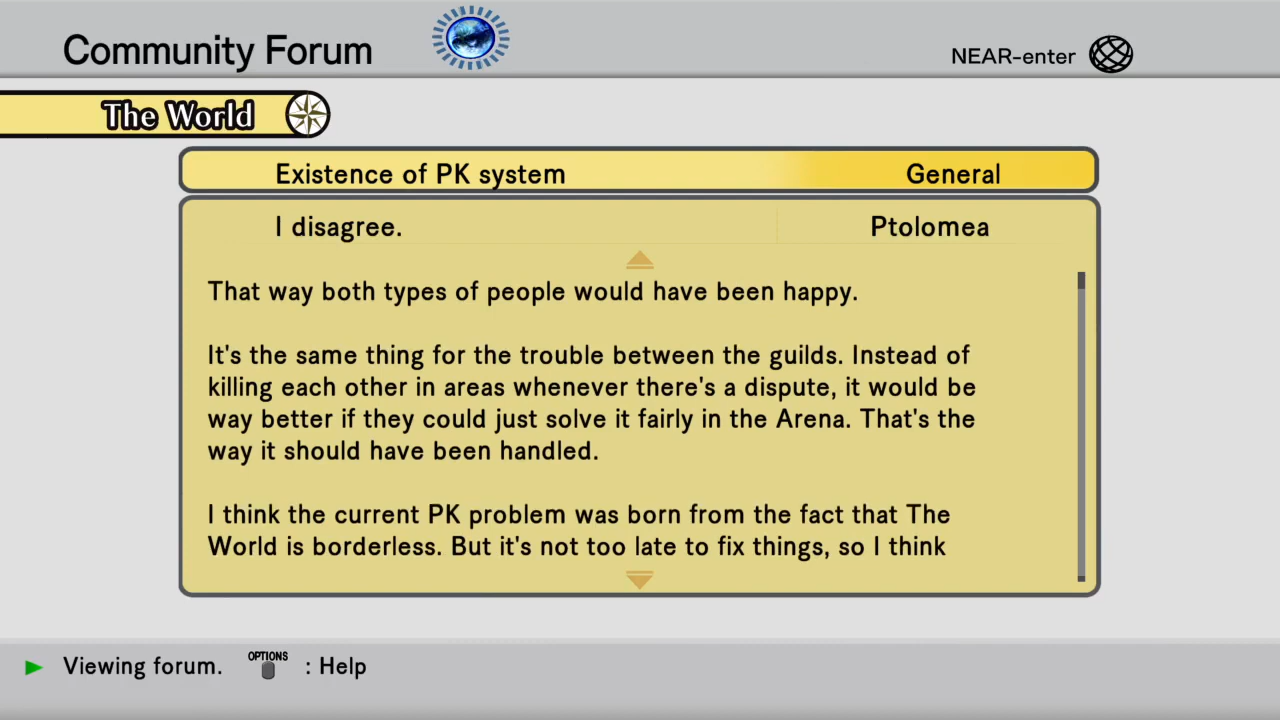 Community Forum
NEAR-enter
The World
Existence of PK system
General
I disagree.
Ptolomea
That way both types of people would have been happy.
It's the same thing for the trouble between the guilds. Instead of
killing each other in areas whenever there's a dispute, it would be
way better if they could just solve it fairly in the Arena. That's the
way it should have been handled.
I think the current PK problem was born from the fact that The
World is borderless. But it's not too late to fix things, so I think
Viewing forum.
OPTIONS
: Help